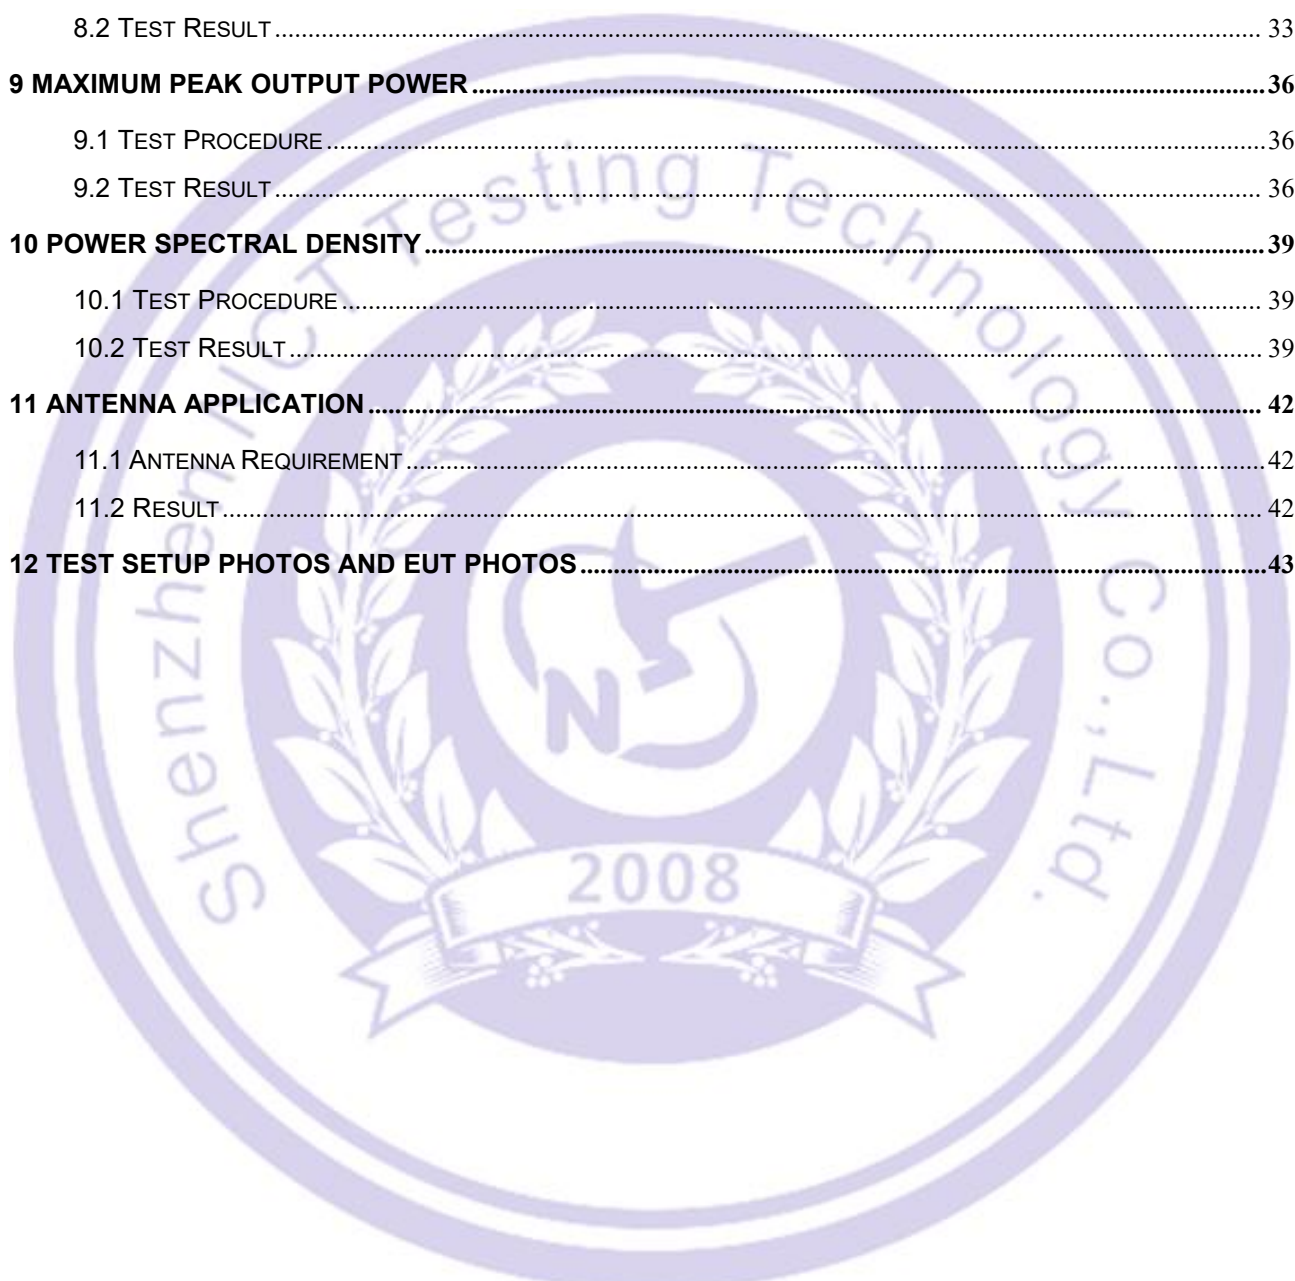 8.2 TEST RESULT........................................................................................................................ 33
9 MAXIMUM PEAK OUTPUT POWER........................................................................................................................36
9.1 TEST PROCEDURE........................................................................................................................36
9.2 TEST RESULT........................................................................................................................ 36
10 POWER SPECTRAL DENSITY........................................................................................................................39
10.1 TEST PROCEDURE........................................................................................................................ 39
10.2 TEST RESULT........................................................................................................................ 39
11 ANTENNA APPLICATION........................................................................................................................ 42
11.1 ANTENNA REQUIREMENT........................................................................................................................42
11.2 RESULT........................................................................................................................ 42
12 TEST SETUP PHOTOS AND EUT PHOTOS........................................................................................................................43
Testing Technology Co.,Ltd.
Shenzhen
N
2008